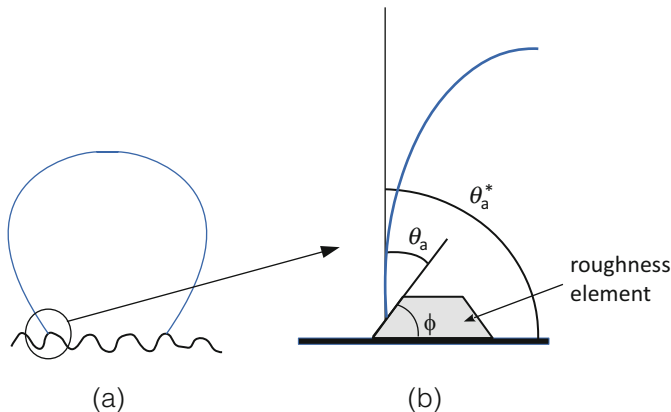 θa*
θa
roughness
element
ϕ
(a)
(b)